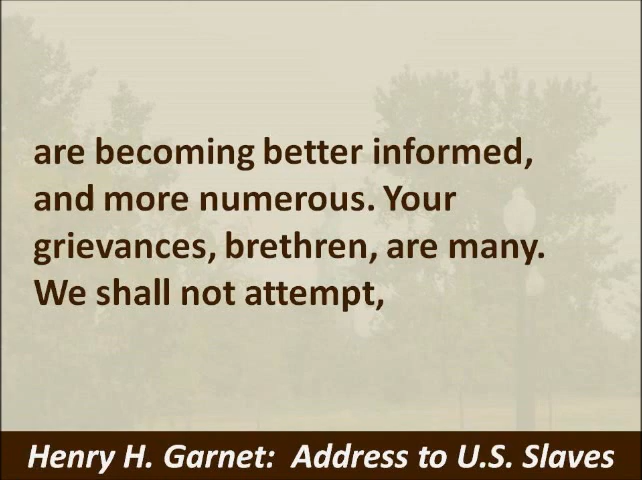 are becoming better informed,
and more numerous. Your
grievances, brethren, are many.
We shall not attempt,
Henry H. Garnet: Address to U.S. Slaves